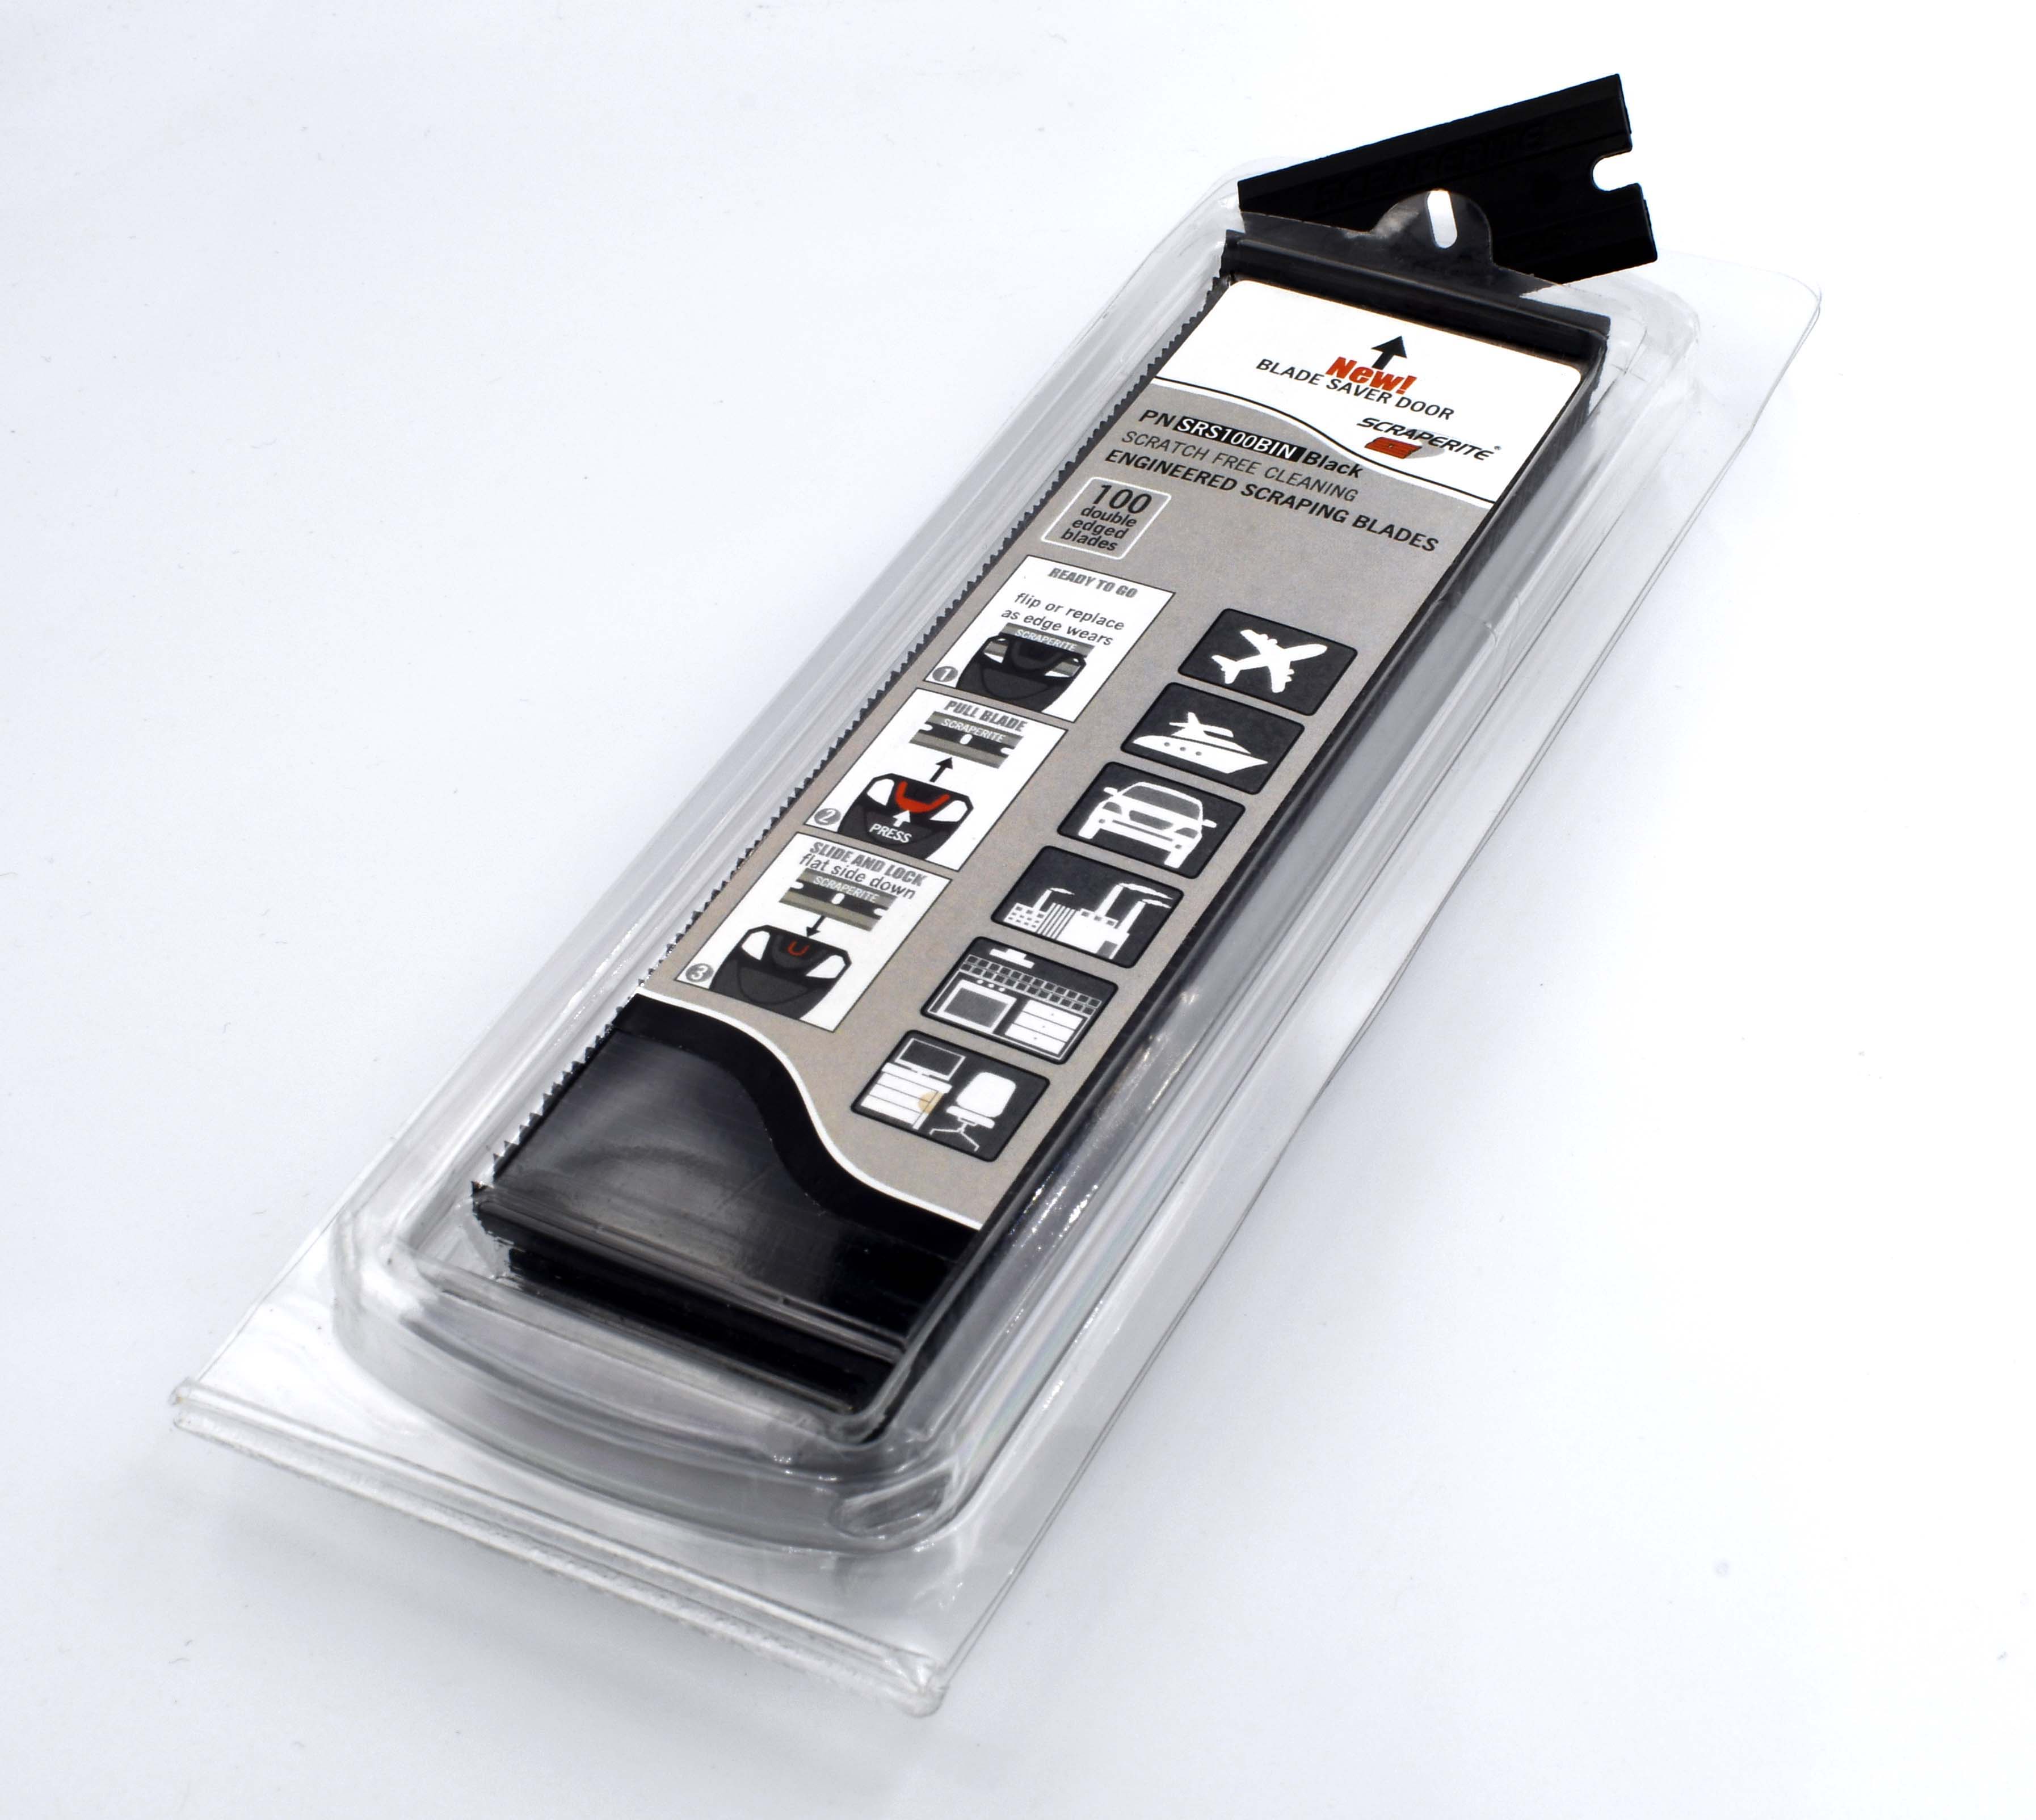 New!
BLADE SAVER DOOR
SCRAPERITE®
PN SRS100BIN Black
SCRATCH FREE CLEANING
ENGINEERED SCRAPING BLADES
100
double
edged
blades
READY TO GO
flip or replace
as edge wears
SCRAPERITE
1
PULL BLADE
SCRAPERITE
PRESS
2
SLIDE AND LOCK
flat side down
SCRAPERITE
3